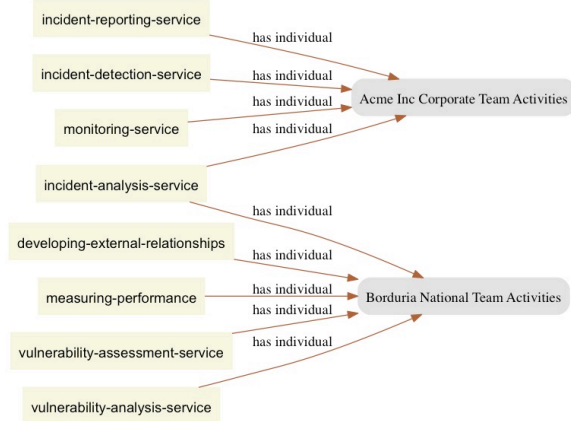 incident-reporting-service
has individual
incident-detection-service
has individual
Acme Inc Corporate Team Activities
has individual
monitoring-service
has individual
incident-analysis-service
has individual
developing-external-relationships
has individual
measuring-performance
has individual
Borduria National Team Activities
has individual
vulnerability-assessment-service
has individual
vulnerability-analysis-service